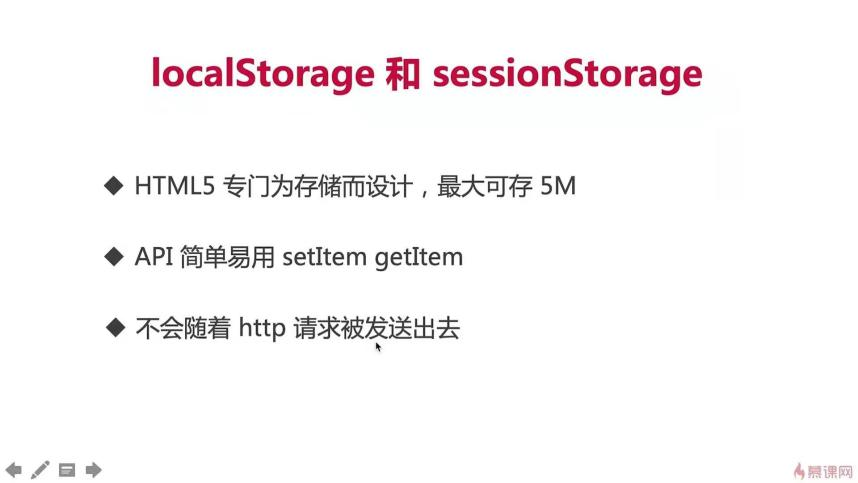 localStorage 和 sessionStorage
◆ HTML5 专门为存储而设计，最大可存 5M
◆ API 简单易用 setItem getItem
◆ 不会随着 http 请求被发送出去
慕课网